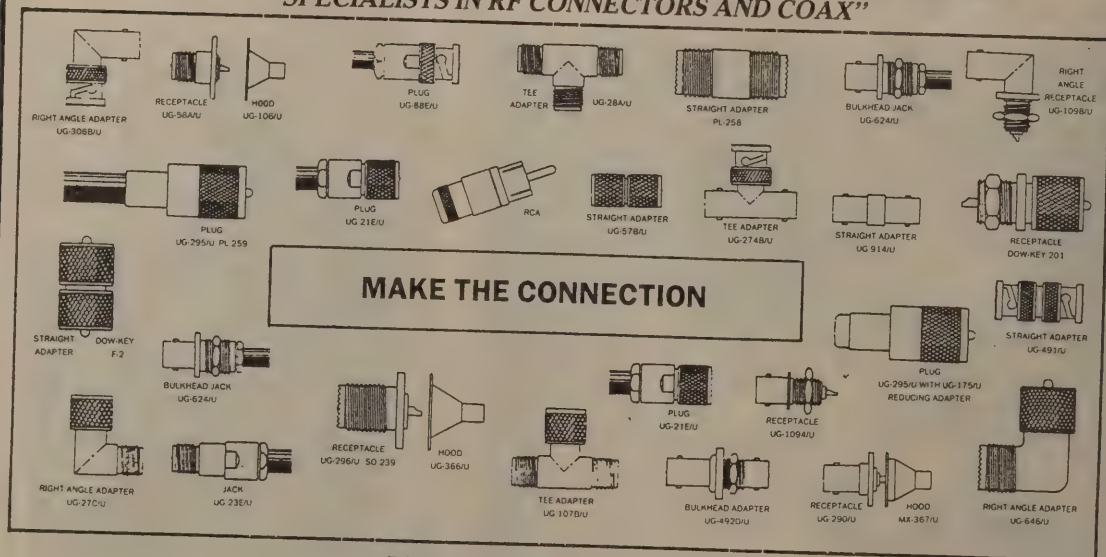 SPECIALISTS IN RF CONNECTORS AND COAX”
RIGHT ANGLE ADAPTER
UG-306B/U
RECEPTACLE
UG-58A/U
HOOD
UG-106/U
PLUG
UG-88E/U
TEE
ADAPTER
UG-28A/U
STRAIGHT ADAPTER
PL-258
BULKHEAD JACK
UG-624/U
RIGHT
ANGLE
RECEPTACLE
UG-1098/U
PLUG
UG-295/U PL 259
PLUG
UG 21E/U
RCA
STRAIGHT ADAPTER
UG-57B/U
TEE ADAPTER
UG-274B/U
STRAIGHT ADAPTER
UG 914/U
RECEPTACLE
DOW-KEY 201
MAKE THE CONNECTION
STRAIGHT
ADAPTER
DOW-KEY
F-2
BULKHEAD JACK
UG-624/U
PLUG
UG-295/U WITH UG-175/U
REDUCING ADAPTER
STRAIGHT ADAPTER
UG-491/U
RIGHT ANGLE ADAPTER
UG-27C/U
JACK
UG 23E/U
RECEPTACLE
UG-296/U SO 239
HOOD
UG-366/U
TEE ADAPTER
UG 107B/U
PLUG
UG-21E/U
RECEPTACLE
UG-1094/U
BULKHEAD ADAPTER
UG-492D/U
RECEPTACLE
UG-290/U
HOOD
MX-367/U
RIGHT ANGLE ADAPTER
UG-646/U